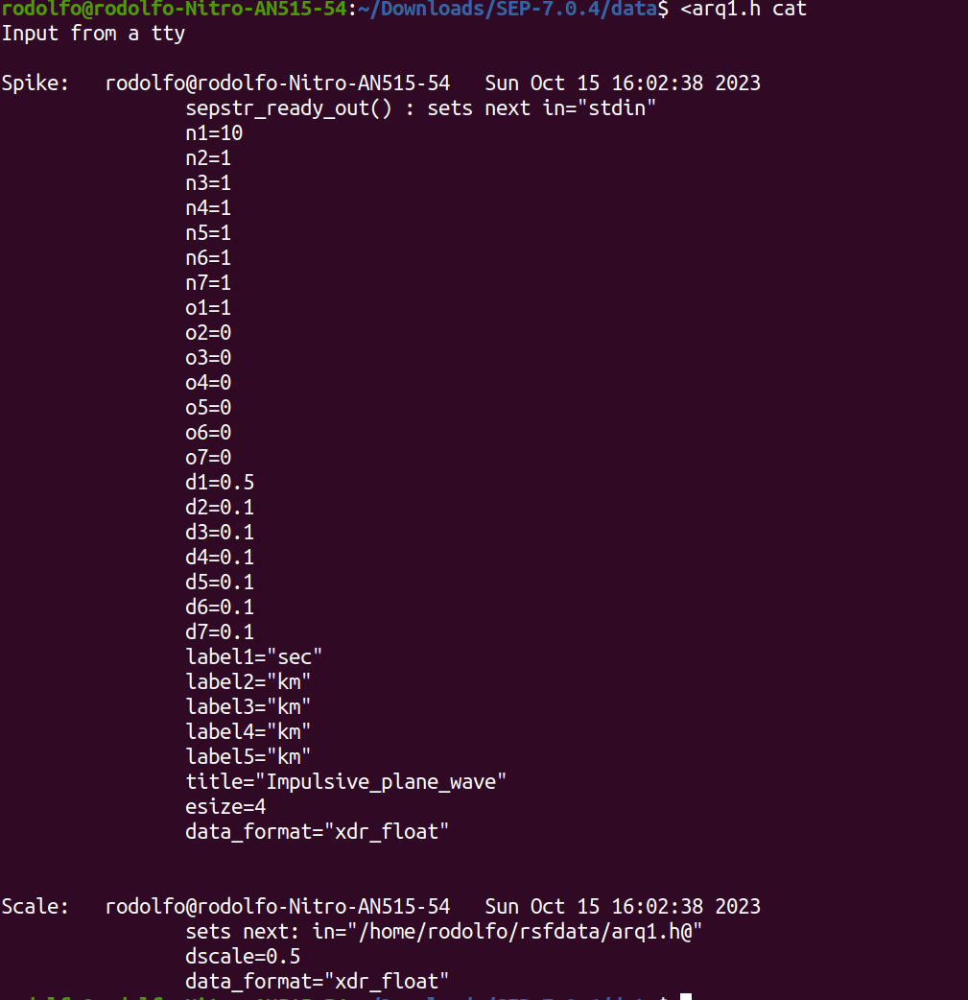 rodolfo@rodolfo-Nitro-AN515-54:~/Downloads/SEP-7.0.4/data$ <arq1.h cat
Input from a tty
Spike:   rodolfo@rodolfo-Nitro-AN515-54   Sun Oct 15 16:02:38 2023
sepstr_ready_out() : sets next in="stdin"
n1=10
n2=1
n3=1
n4=1
n5=1
n6=1
n7=1
o1=1
o2=0
o3=0
o4=0
o5=0
o6=0
o7=0
d1=0.5
d2=0.1
d3=0.1
d4=0.1
d5=0.1
d6=0.1
d7=0.1
label1="sec"
label2="km"
label3="km"
label4="km"
label5="km"
title="Impulsive_plane_wave"
esize=4
data_format="xdr_float"
Scale:   rodolfo@rodolfo-Nitro-AN515-54   Sun Oct 15 16:02:38 2023
sets next: in="/home/rodolfo/rsfdata/arq1.h@"
dscale=0.5
data_format="xdr_float"